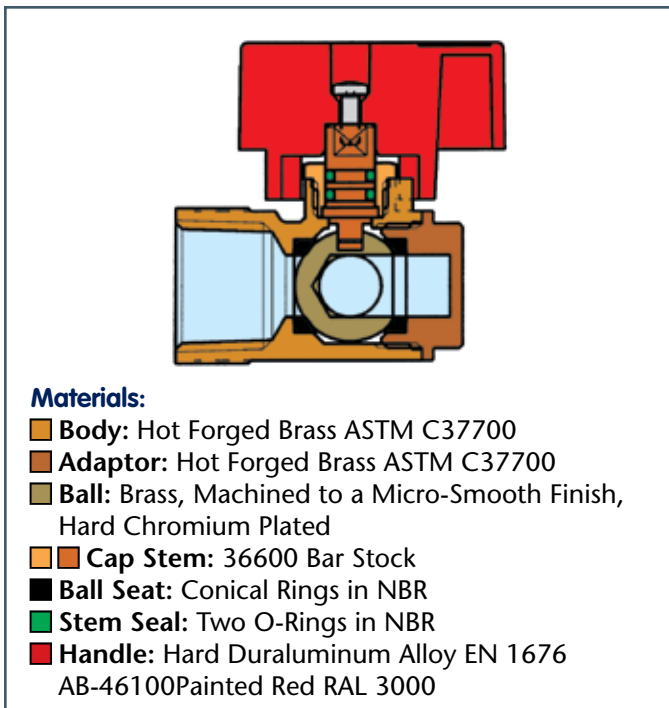 Materials:
Body: Hot Forged Brass ASTM C37700
Adaptor: Hot Forged Brass ASTM C37700
Ball: Brass, Machined to a Micro-Smooth Finish,
Hard Chromium Plated
Cap Stem: 36600 Bar Stock
Ball Seat: Conical Rings in NBR
Stem Seal: Two O-Rings in NBR
Handle: Hard Duraluminum Alloy EN 1676
AB-46100Painted Red RAL 3000